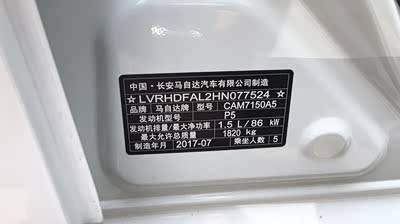 中国·长安马自达汽车有限公司制造
★LVRHDFAL2HN077524★
品牌 马自达牌 型号 CAM7150A5
发动机型号 P5
发动机排量/最大净功率 1.5 L/86 kW
最大允许总质量 1820 kg
制造年月 2017-07 乘坐人数 5